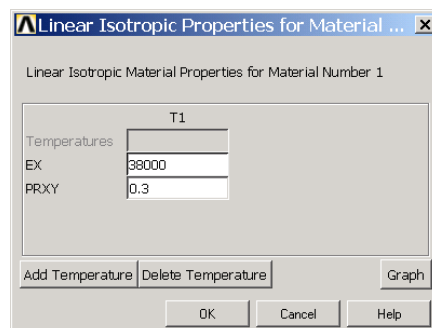 Linear Isotropic Properties for Material ...
Linear Isotropic Material Properties for Material Number 1
T1
Temperatures
EX 38000
PRXY 0.3
Add Temperature Delete Temperature Graph
OK Cancel Help